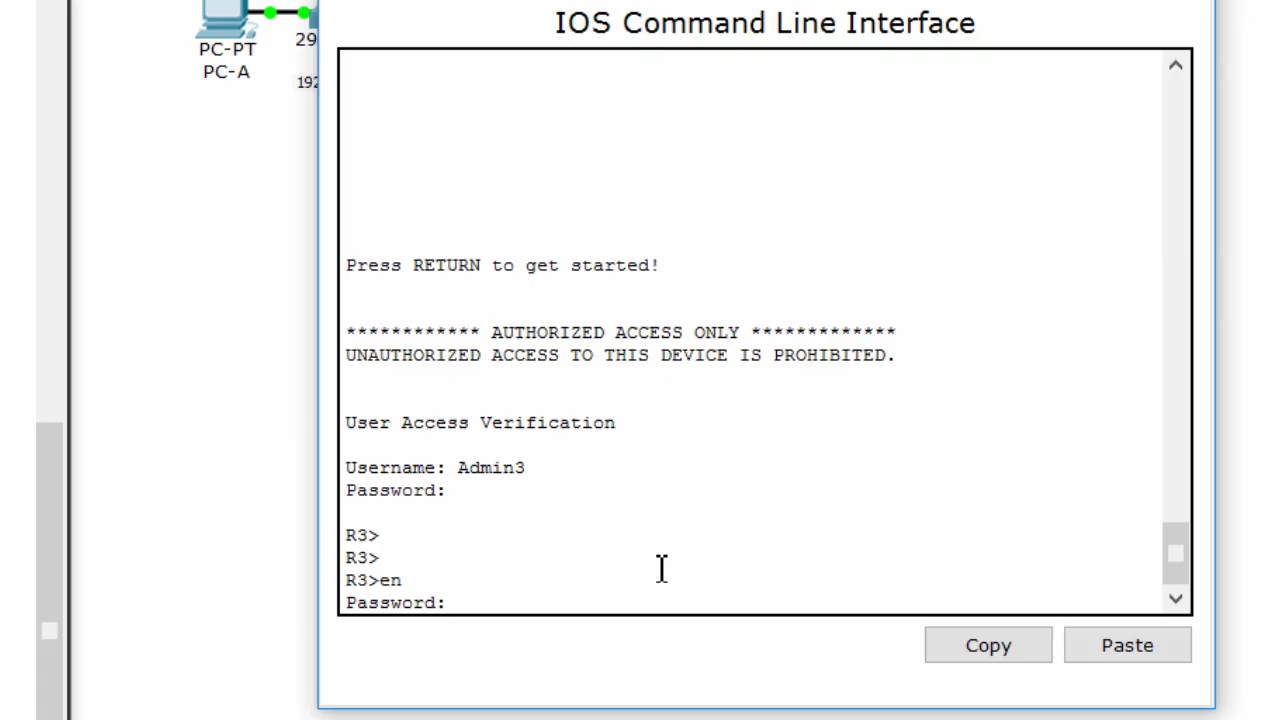 IOS Command Line Interface
PC-PT
PC-A
29
192
Press RETURN to get started!
************ AUTHORIZED ACCESS ONLY *************
UNAUTHORIZED ACCESS TO THIS DEVICE IS PROHIBITED.
User Access Verification
Username: Admin3
Password:
R3>
R3>
R3>en
Password:
Copy
Paste